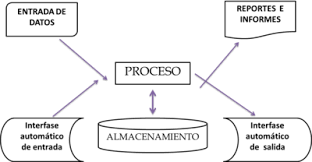 ENTRADA DE
DATOS
REPORTES E
INFORMES
PROCESO
Interfase
automático
de entrada
ALMACENAMIENTO
Interfase
automático
de salida